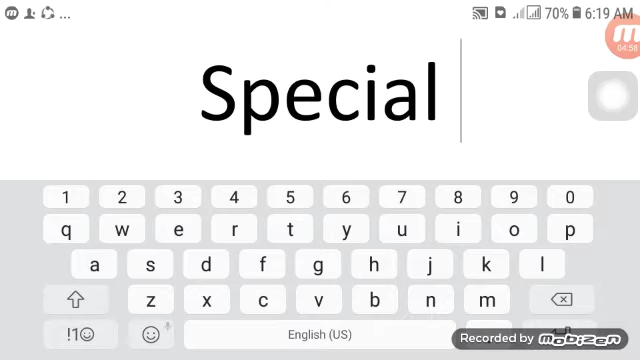 ... 70% 6:19 AM
04:58
Special
1 2 3 4 5 6 7 8 9 0
q w e r t y u i o p
a s d f g h j k l
z x c v b n m
!1☺ English (US)
Recorded by mobizen